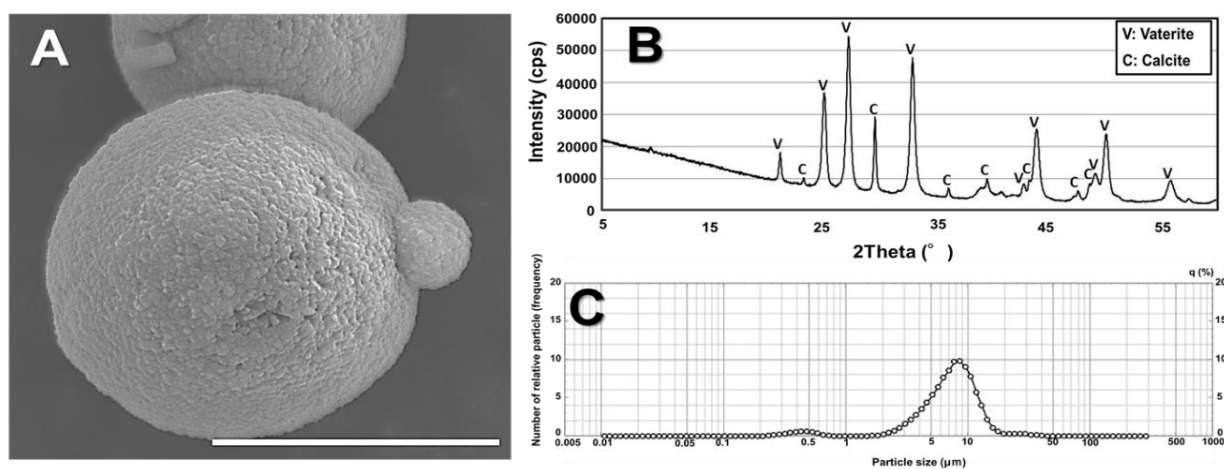 A
B
60000
50000
40000
30000
20000
10000
0
Intensity (cps)
V: Vaterite
C: Calcite
V
C
V
V
C
V
C
C
V
C
V
C
C
V
V
V
5
15
25
35
45
55
2Theta (°)
C
Number of relative particle (frequency)
20
15
10
5
0
q (%)
20
15
10
5
0
0.005
0.01
0.05
0.1
0.5
1
5
10
50
100
500
1000
Particle size (μm)